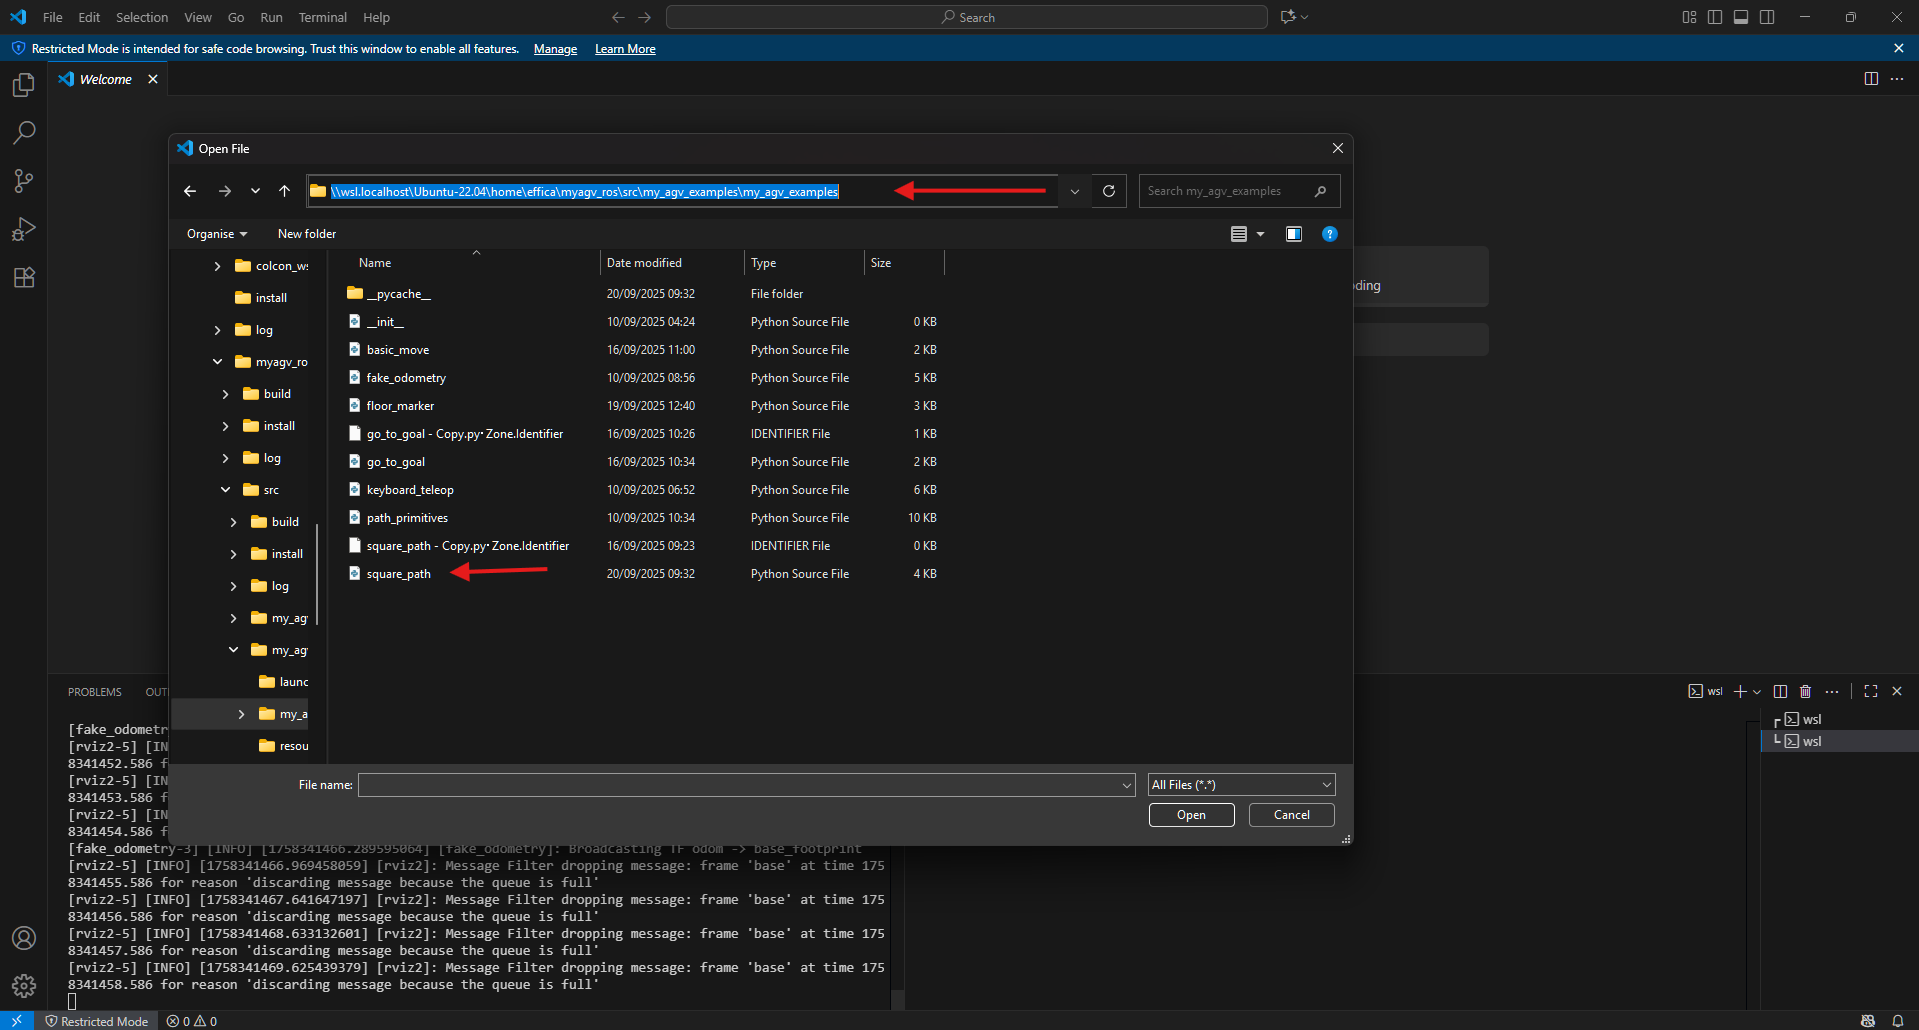 File Edit Selection View Go Run Terminal Help Search
Restricted Mode is intended for safe code browsing. Trust this window to enable all features. Manage Learn More
Welcome
Open File
\\wsl.localhost\Ubuntu-22.04\home\effica\myagv_ros\src\my_agv_examples\my_agv_examples
Search my_agv_examples
Organise New folder
colcon_w
install
log
myagv_ro
build
install
log
src
build
install
log
my_ag
my_ag
launc
my_a
resou
Name Date modified Type Size
__pycache__ 20/09/2025 09:32 File folder
__init__ 10/09/2025 04:24 Python Source File 0 KB
basic_move 16/09/2025 11:00 Python Source File 2 KB
fake_odometry 10/09/2025 08:56 Python Source File 5 KB
floor_marker 19/09/2025 12:40 Python Source File 3 KB
go_to_goal - Copy.py·Zone.Identifier 16/09/2025 10:26 IDENTIFIER File 1 KB
go_to_goal 16/09/2025 10:34 Python Source File 2 KB
keyboard_teleop 10/09/2025 06:52 Python Source File 6 KB
path_primitives 10/09/2025 10:34 Python Source File 10 KB
square_path - Copy.py·Zone.Identifier 16/09/2025 09:23 IDENTIFIER File 0 KB
square_path 20/09/2025 09:32 Python Source File 4 KB
File name: All Files (*.*)
Open Cancel
oding
PROBLEMS OUT
wsl
wsl
wsl
[fake_odometr
[rviz2-5] [IN
8341452.586 f
[rviz2-5] [IN
8341453.586 f
[rviz2-5] [IN
8341454.586 f
[fake_odometry-3] [INFO] [1758341466.289595064] [fake_odometry]: Broadcasting TF odom -> base_footprint
[rviz2-5] [INFO] [1758341466.969458059] [rviz2]: Message Filter dropping message: frame 'base' at time 175
8341455.586 for reason 'discarding message because the queue is full'
[rviz2-5] [INFO] [1758341467.641647197] [rviz2]: Message Filter dropping message: frame 'base' at time 175
8341456.586 for reason 'discarding message because the queue is full'
[rviz2-5] [INFO] [1758341468.633132601] [rviz2]: Message Filter dropping message: frame 'base' at time 175
8341457.586 for reason 'discarding message because the queue is full'
[rviz2-5] [INFO] [1758341469.625439379] [rviz2]: Message Filter dropping message: frame 'base' at time 175
8341458.586 for reason 'discarding message because the queue is full'
Restricted Mode 0 0